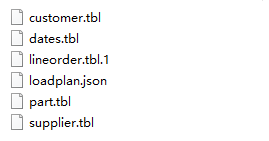 customer.tbl
dates.tbl
lineorder.tbl.1
loadplan.json
part.tbl
supplier.tbl